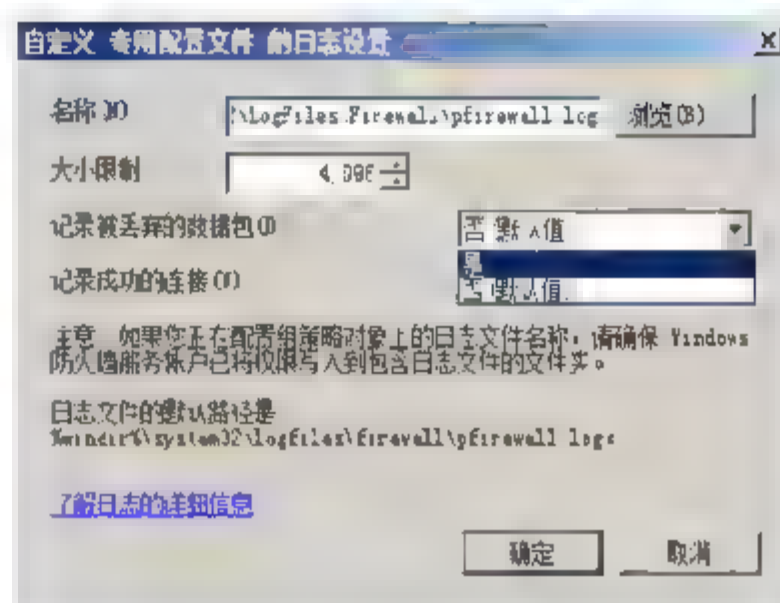 自定义 专用配置文件 的日志设置
名称(N)
\LogFiles\Firewall\pfirewall.log
浏览(B)
大小限制
4,096
记录被丢弃的数据包(I)
否(默认值)
是
记录成功的连接(I)
否(默认值)
注意: 如果您正在配置组策略对象上的日志文件名称,请确保 Windows
防火墙服务帐户已将权限写入到包含日志文件的文件夹。
日志文件的默认路径是
%windir%\system32\logfiles\firewall\pfirewall.log。
了解日志的详细信息
确定
取消